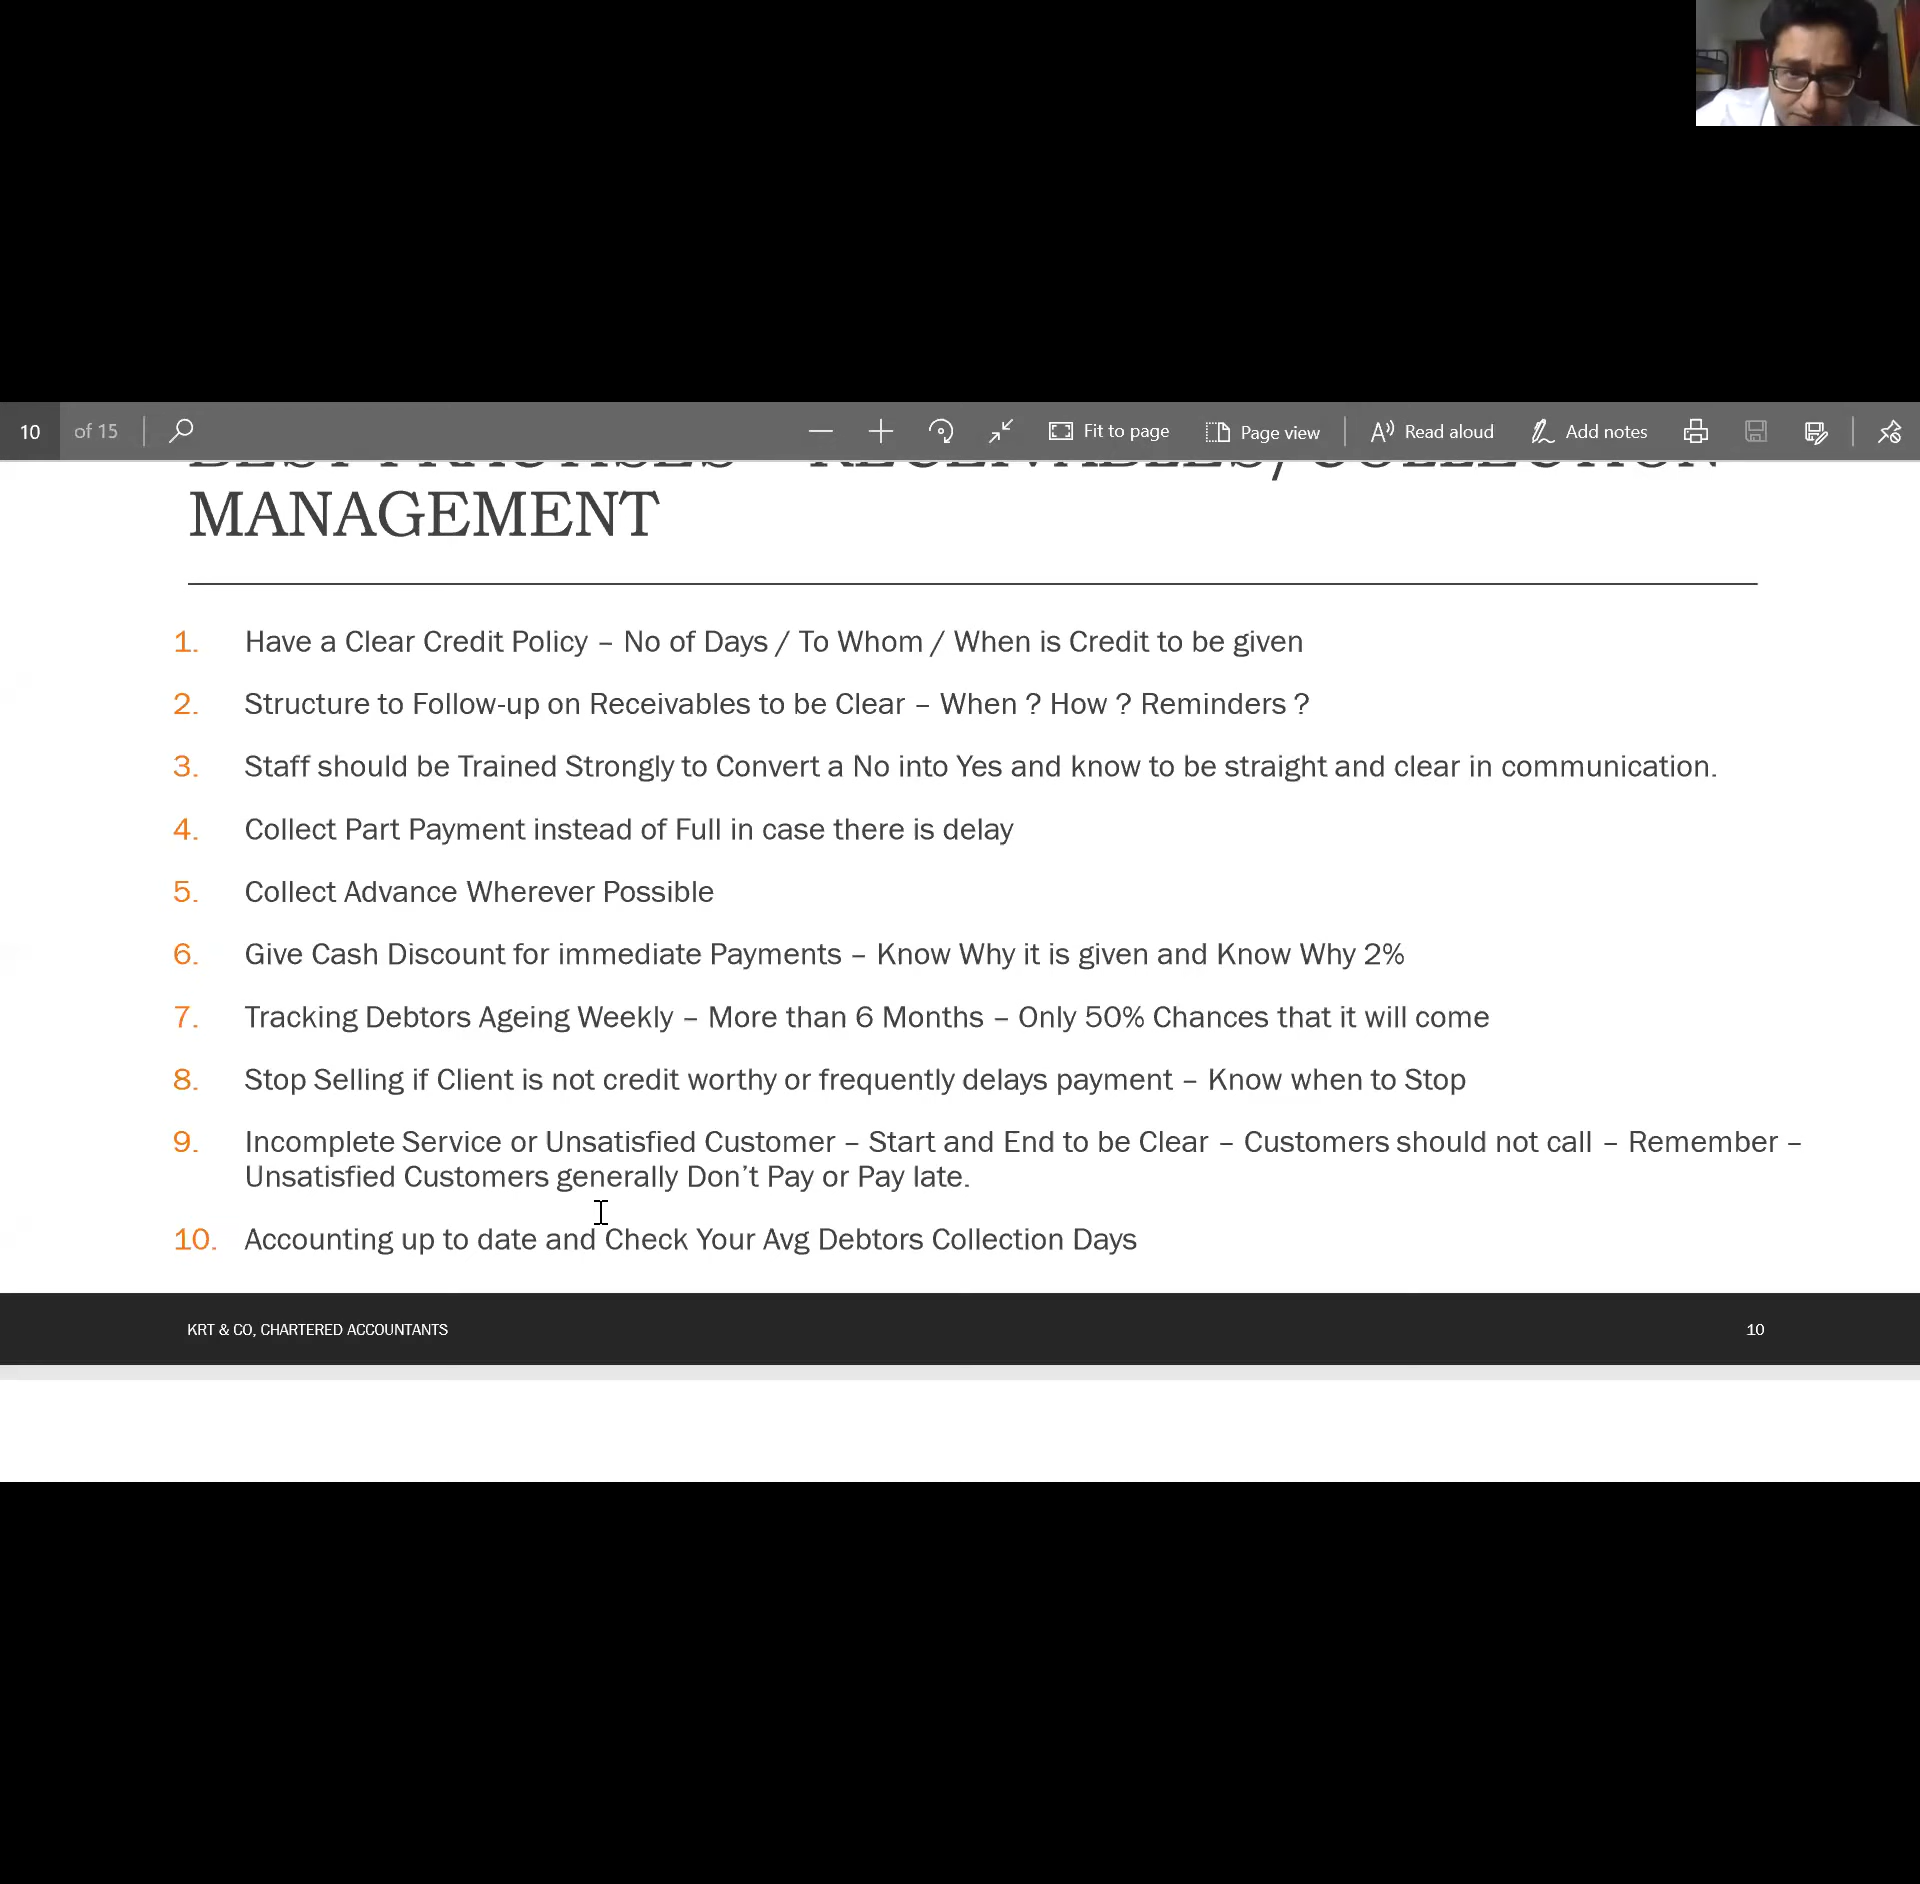 10 of 15 Fit to page Page view Read aloud Add notes
BEST PRACTISES – RECEIVABLES/ COLLECTION
MANAGEMENT
1. Have a Clear Credit Policy – No of Days / To Whom / When is Credit to be given
2. Structure to Follow-up on Receivables to be Clear – When ? How ? Reminders ?
3. Staff should be Trained Strongly to Convert a No into Yes and know to be straight and clear in communication.
4. Collect Part Payment instead of Full in case there is delay
5. Collect Advance Wherever Possible
6. Give Cash Discount for immediate Payments – Know Why it is given and Know Why 2%
7. Tracking Debtors Ageing Weekly – More than 6 Months – Only 50% Chances that it will come
8. Stop Selling if Client is not credit worthy or frequently delays payment – Know when to Stop
9. Incomplete Service or Unsatisfied Customer – Start and End to be Clear – Customers should not call – Remember –
Unsatisfied Customers generally Don't Pay or Pay late.
10. Accounting up to date and Check Your Avg Debtors Collection Days
KRT & CO, CHARTERED ACCOUNTANTS 10